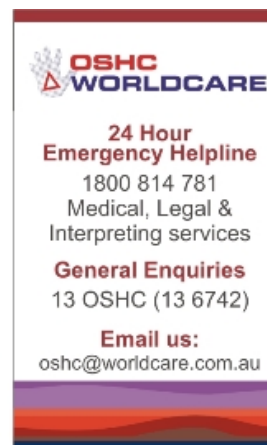 OSHC
WORLDCARE
24 Hour
Emergency Helpline
1800 814 781
Medical, Legal &
Interpreting services
General Enquiries
13 OSHC (13 6742)
Email us:
oshc@worldcare.com.au